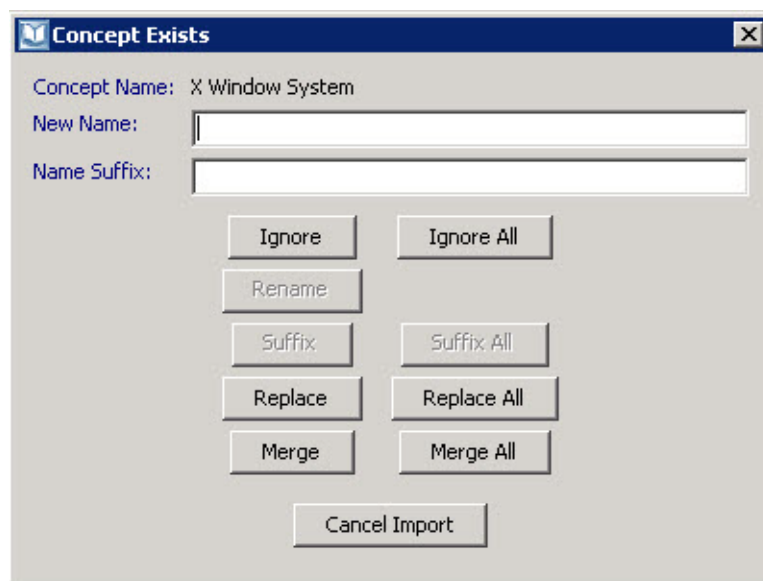 Concept Exists
Concept Name: X Window System
New Name:
Name Suffix:
Ignore Ignore All
Rename
Suffix Suffix All
Replace Replace All
Merge Merge All
Cancel Import